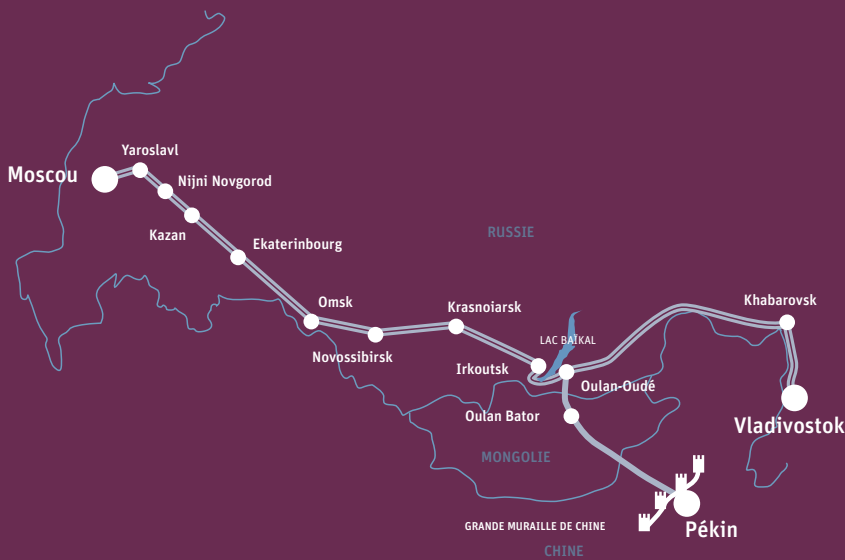 Yaroslavl
Moscou
Nijni Novgorod
Kazan
Ekaterinbourg
RUSSIE
Omsk
Krasnoiarsk
Khabarovsk
LAC BAÏKAL
Novossibirsk
Irkoutsk
Oulan-Oudé
Oulan Bator
Vladivostok
MONGOLIE
GRANDE MURAILLE DE CHINE
Pékin
CHINE